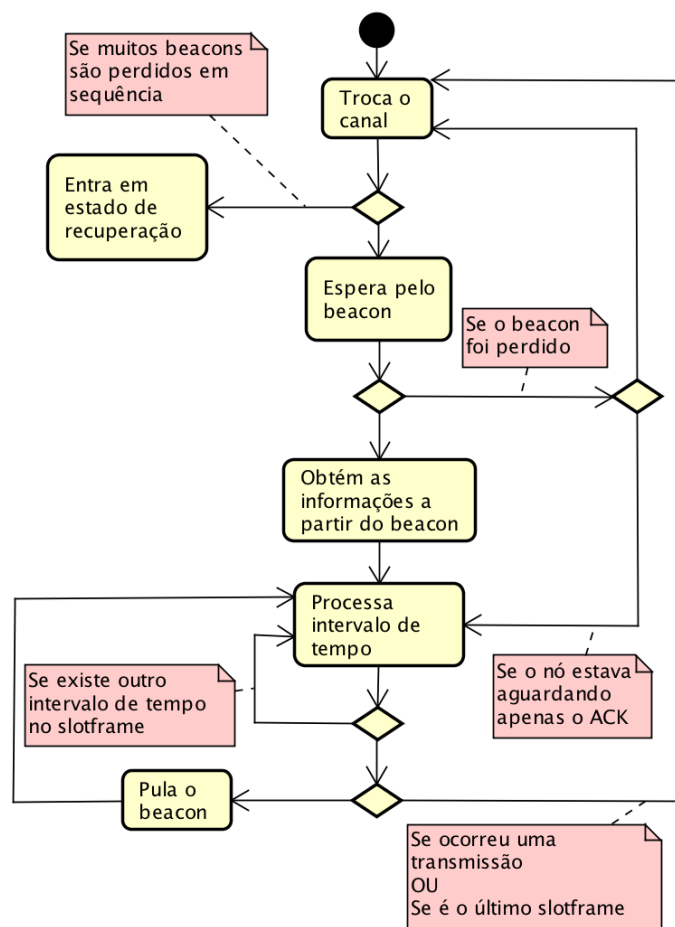 Se muitos beacons
são perdidos em
sequência
Troca o
canal
Entra em
estado de
recuperação
Espera pelo
beacon
Se o beacon
foi perdido
Obtém as
informações a
partir do beacon
Processa
intervalo de
tempo
Se existe outro
intervalo de tempo
no slotframe
Se o nó estava
aguardando
apenas o ACK
Pula o
beacon
Se ocorreu uma
transmissão
OU
Se é o último slotframe